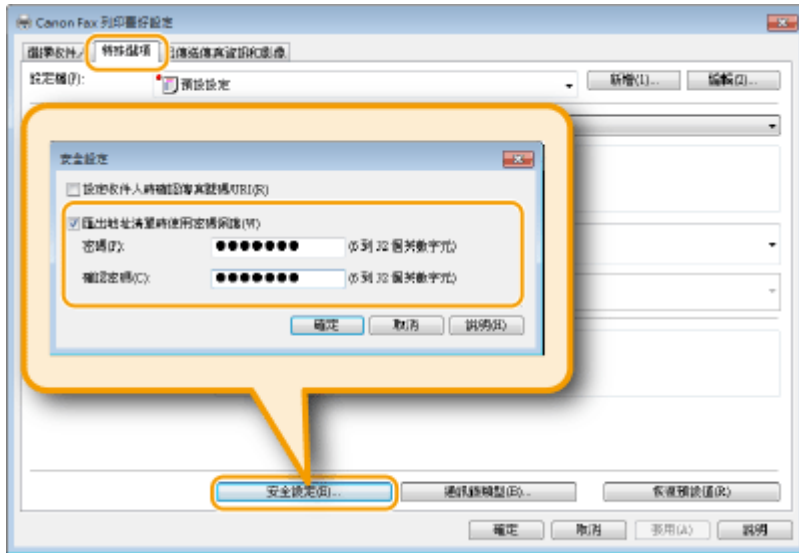 Canon Fax 列印喜好設定
選擇收件人 特殊選項 已傳送傳真資訊和影像
設定檔(F): 預設設定 新增(1)... 編輯(2)...
安全設定
設定收件人時確認傳真號碼/URI(R)
匯出地址清單時使用密碼保護(W)
密碼(P): ●●●●●●● (6 到 32 個英數字元)
確認密碼(C): ●●●●●●● (6 到 32 個英數字元)
確定 取消 說明(H)
安全設定(E)... 通訊錄類型(B)... 恢復預設值(R)
確定 取消 套用(A) 說明